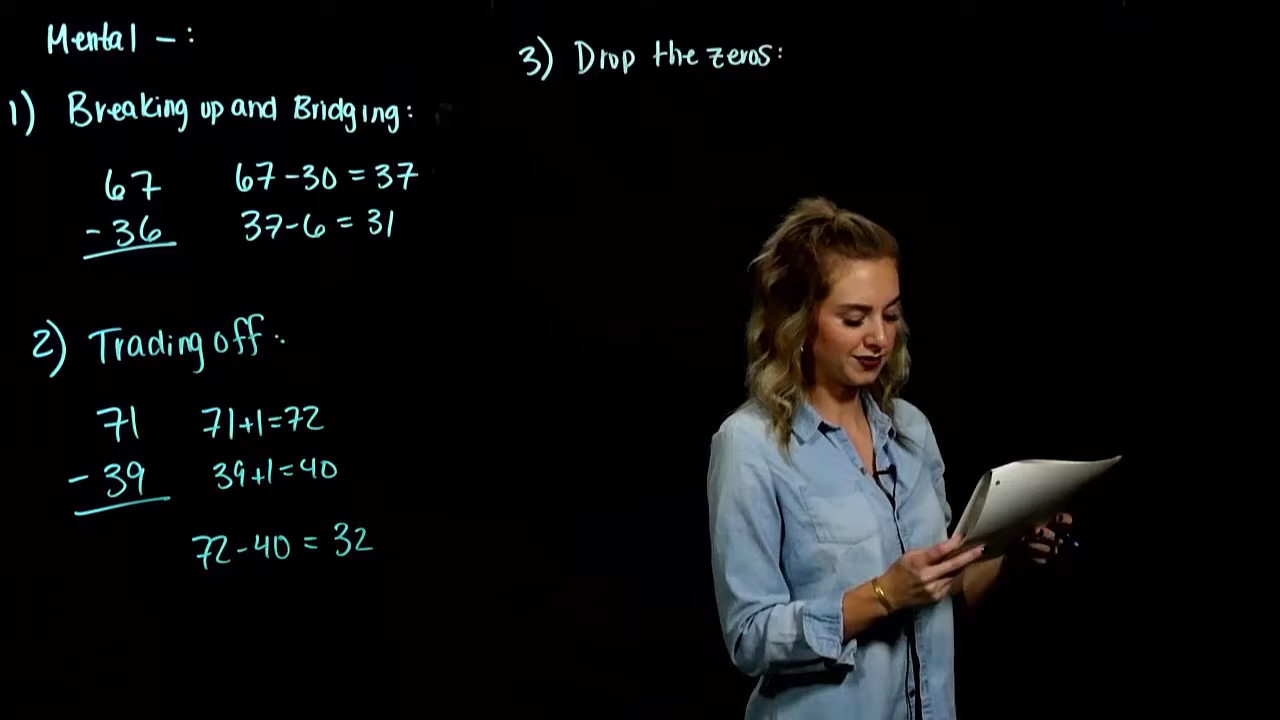 Mental - :
1) Breaking up and Bridging:
67
- 36
67 - 30 = 37
37 - 6 = 31
2) Trading off:
71
- 39
71+1=72
39+1=40
72 - 40 = 32
3) Drop the zeros: